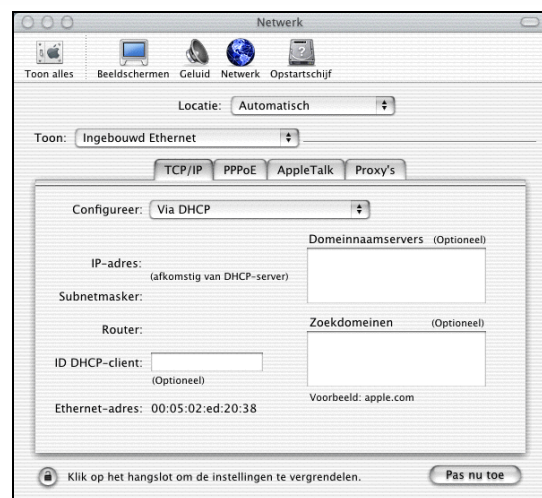 Netwerk
Toon alles Beeldschermen Geluid Netwerk Opstartschijf
Locatie: Automatisch
Toon: Ingebouwd Ethernet
TCP/IP PPPoE AppleTalk Proxy's
Configureer: Via DHCP
Domeinnaamservers (Optioneel)
IP-adres:
(afkomstig van DHCP-server)
Subnetmasker:
Router:
Zoekdomeinen (Optioneel)
ID DHCP-client:
(Optioneel)
Voorbeeld: apple.com
Ethernet-adres: 00:05:02:ed:20:38
Klik op het hangslot om de instellingen te vergrendelen.
Pas nu toe